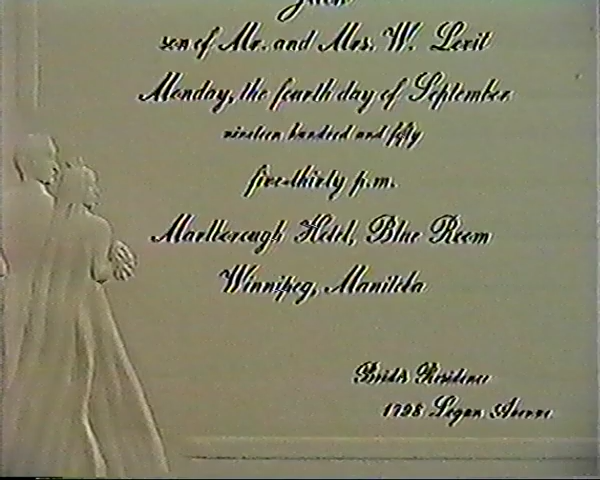 son of Mr. and Mrs. W. Levit
Monday, the fourth day of September
nineteen hundred and fifty
five-thirty p.m.
Marlborough Hotel, Blue Room
Winnipeg, Manitoba
Bride's Residence
Logan Avenue